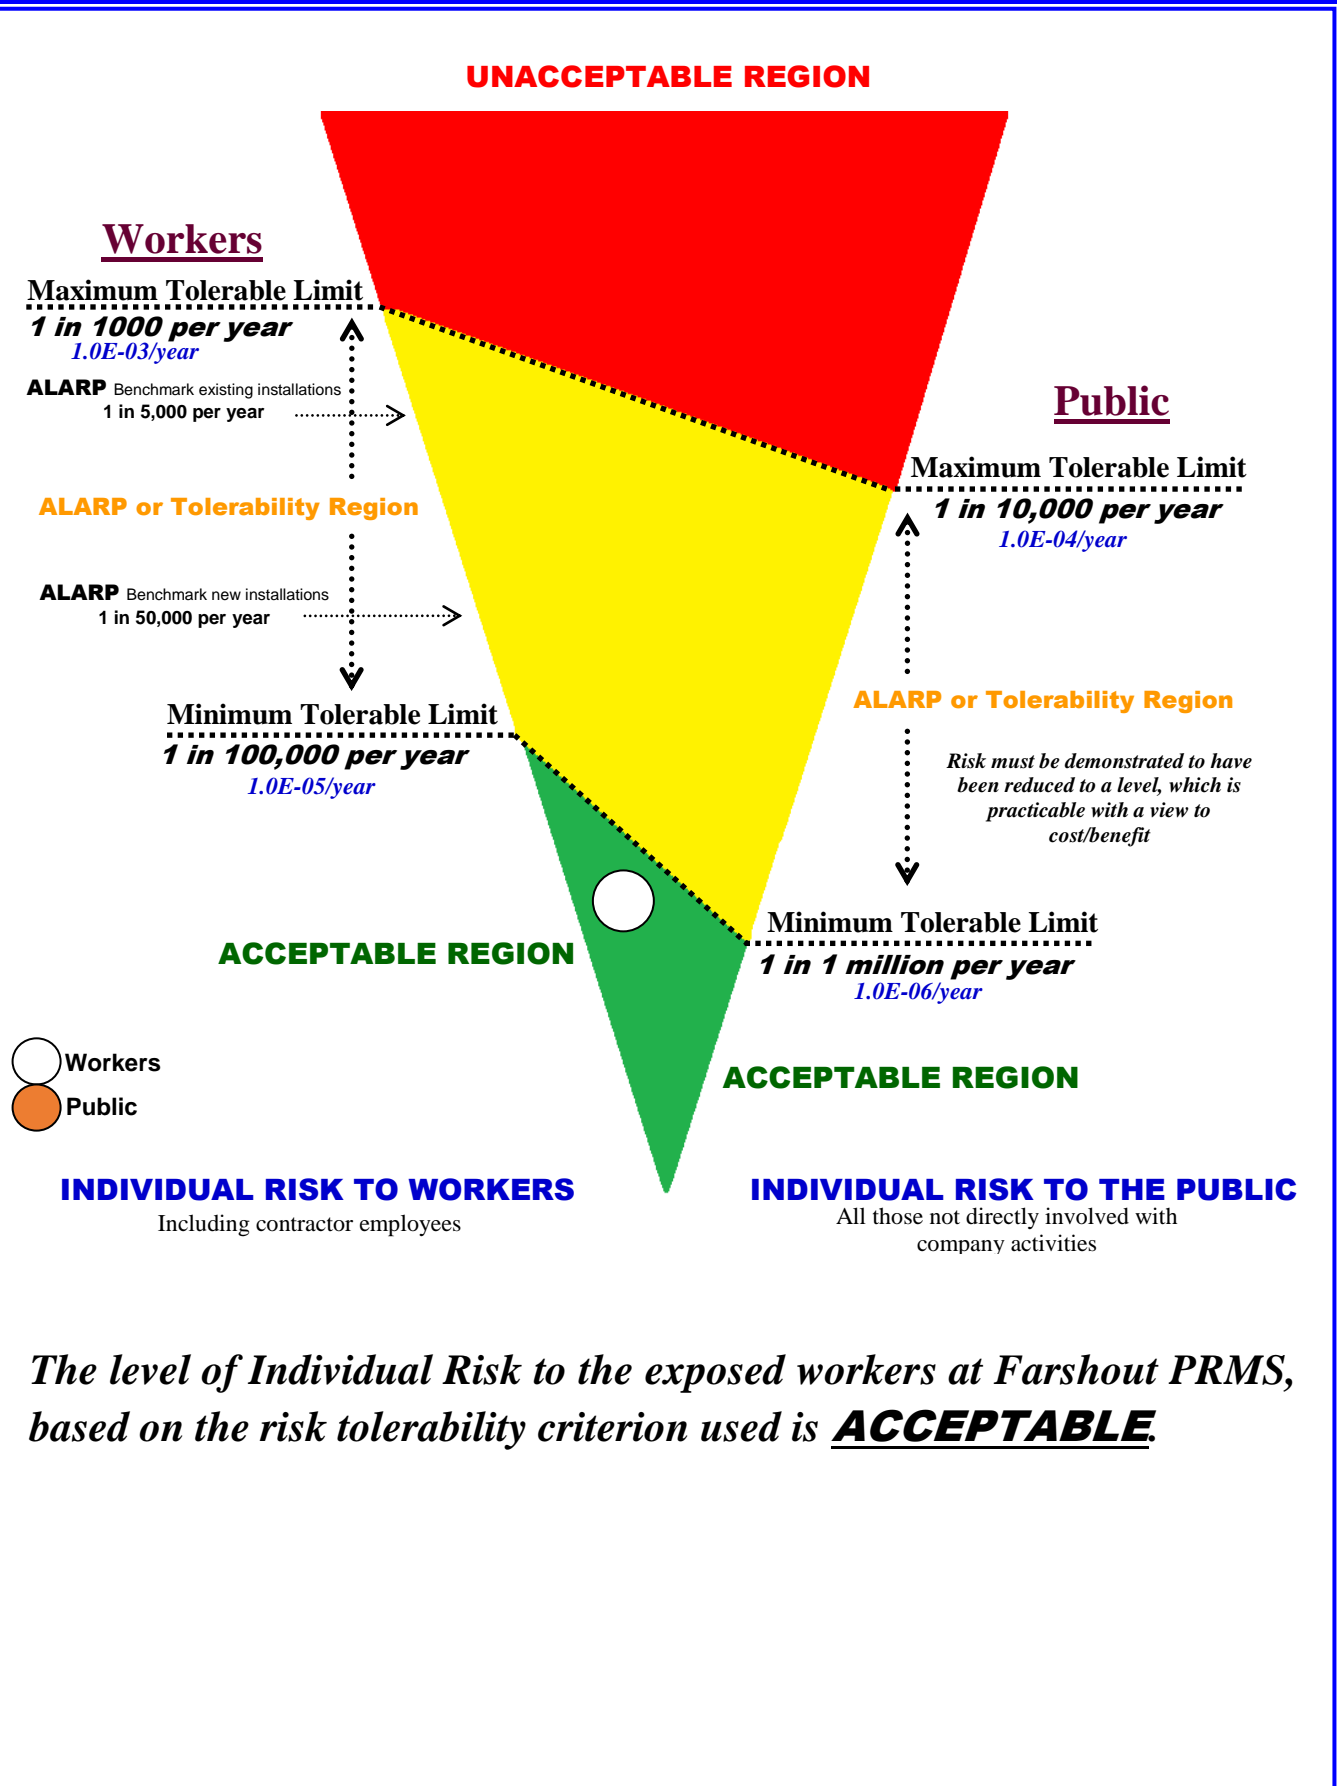 UNACCEPTABLE REGION
Workers
Maximum Tolerable Limit
1 in 1000 per year
1.0E-03/year
ALARP Benchmark existing installations
1 in 5,000 per year
Public
Maximum Tolerable Limit
1 in 10,000 per year
1.0E-04/year
ALARP or Tolerability Region
ALARP Benchmark new installations
1 in 50,000 per year
ALARP or Tolerability Region
Minimum Tolerable Limit
1 in 100,000 per year
1.0E-05/year
Risk must be demonstrated to have
been reduced to a level, which is
practicable with a view to
cost/benefit
Minimum Tolerable Limit
1 in 1 million per year
1.0E-06/year
ACCEPTABLE REGION
Workers
Public
ACCEPTABLE REGION
INDIVIDUAL RISK TO WORKERS
Including contractor employees
INDIVIDUAL RISK TO THE PUBLIC
All those not directly involved with
company activities
The level of Individual Risk to the exposed workers at Farshout PRMS,
based on the risk tolerability criterion used is ACCEPTABLE.